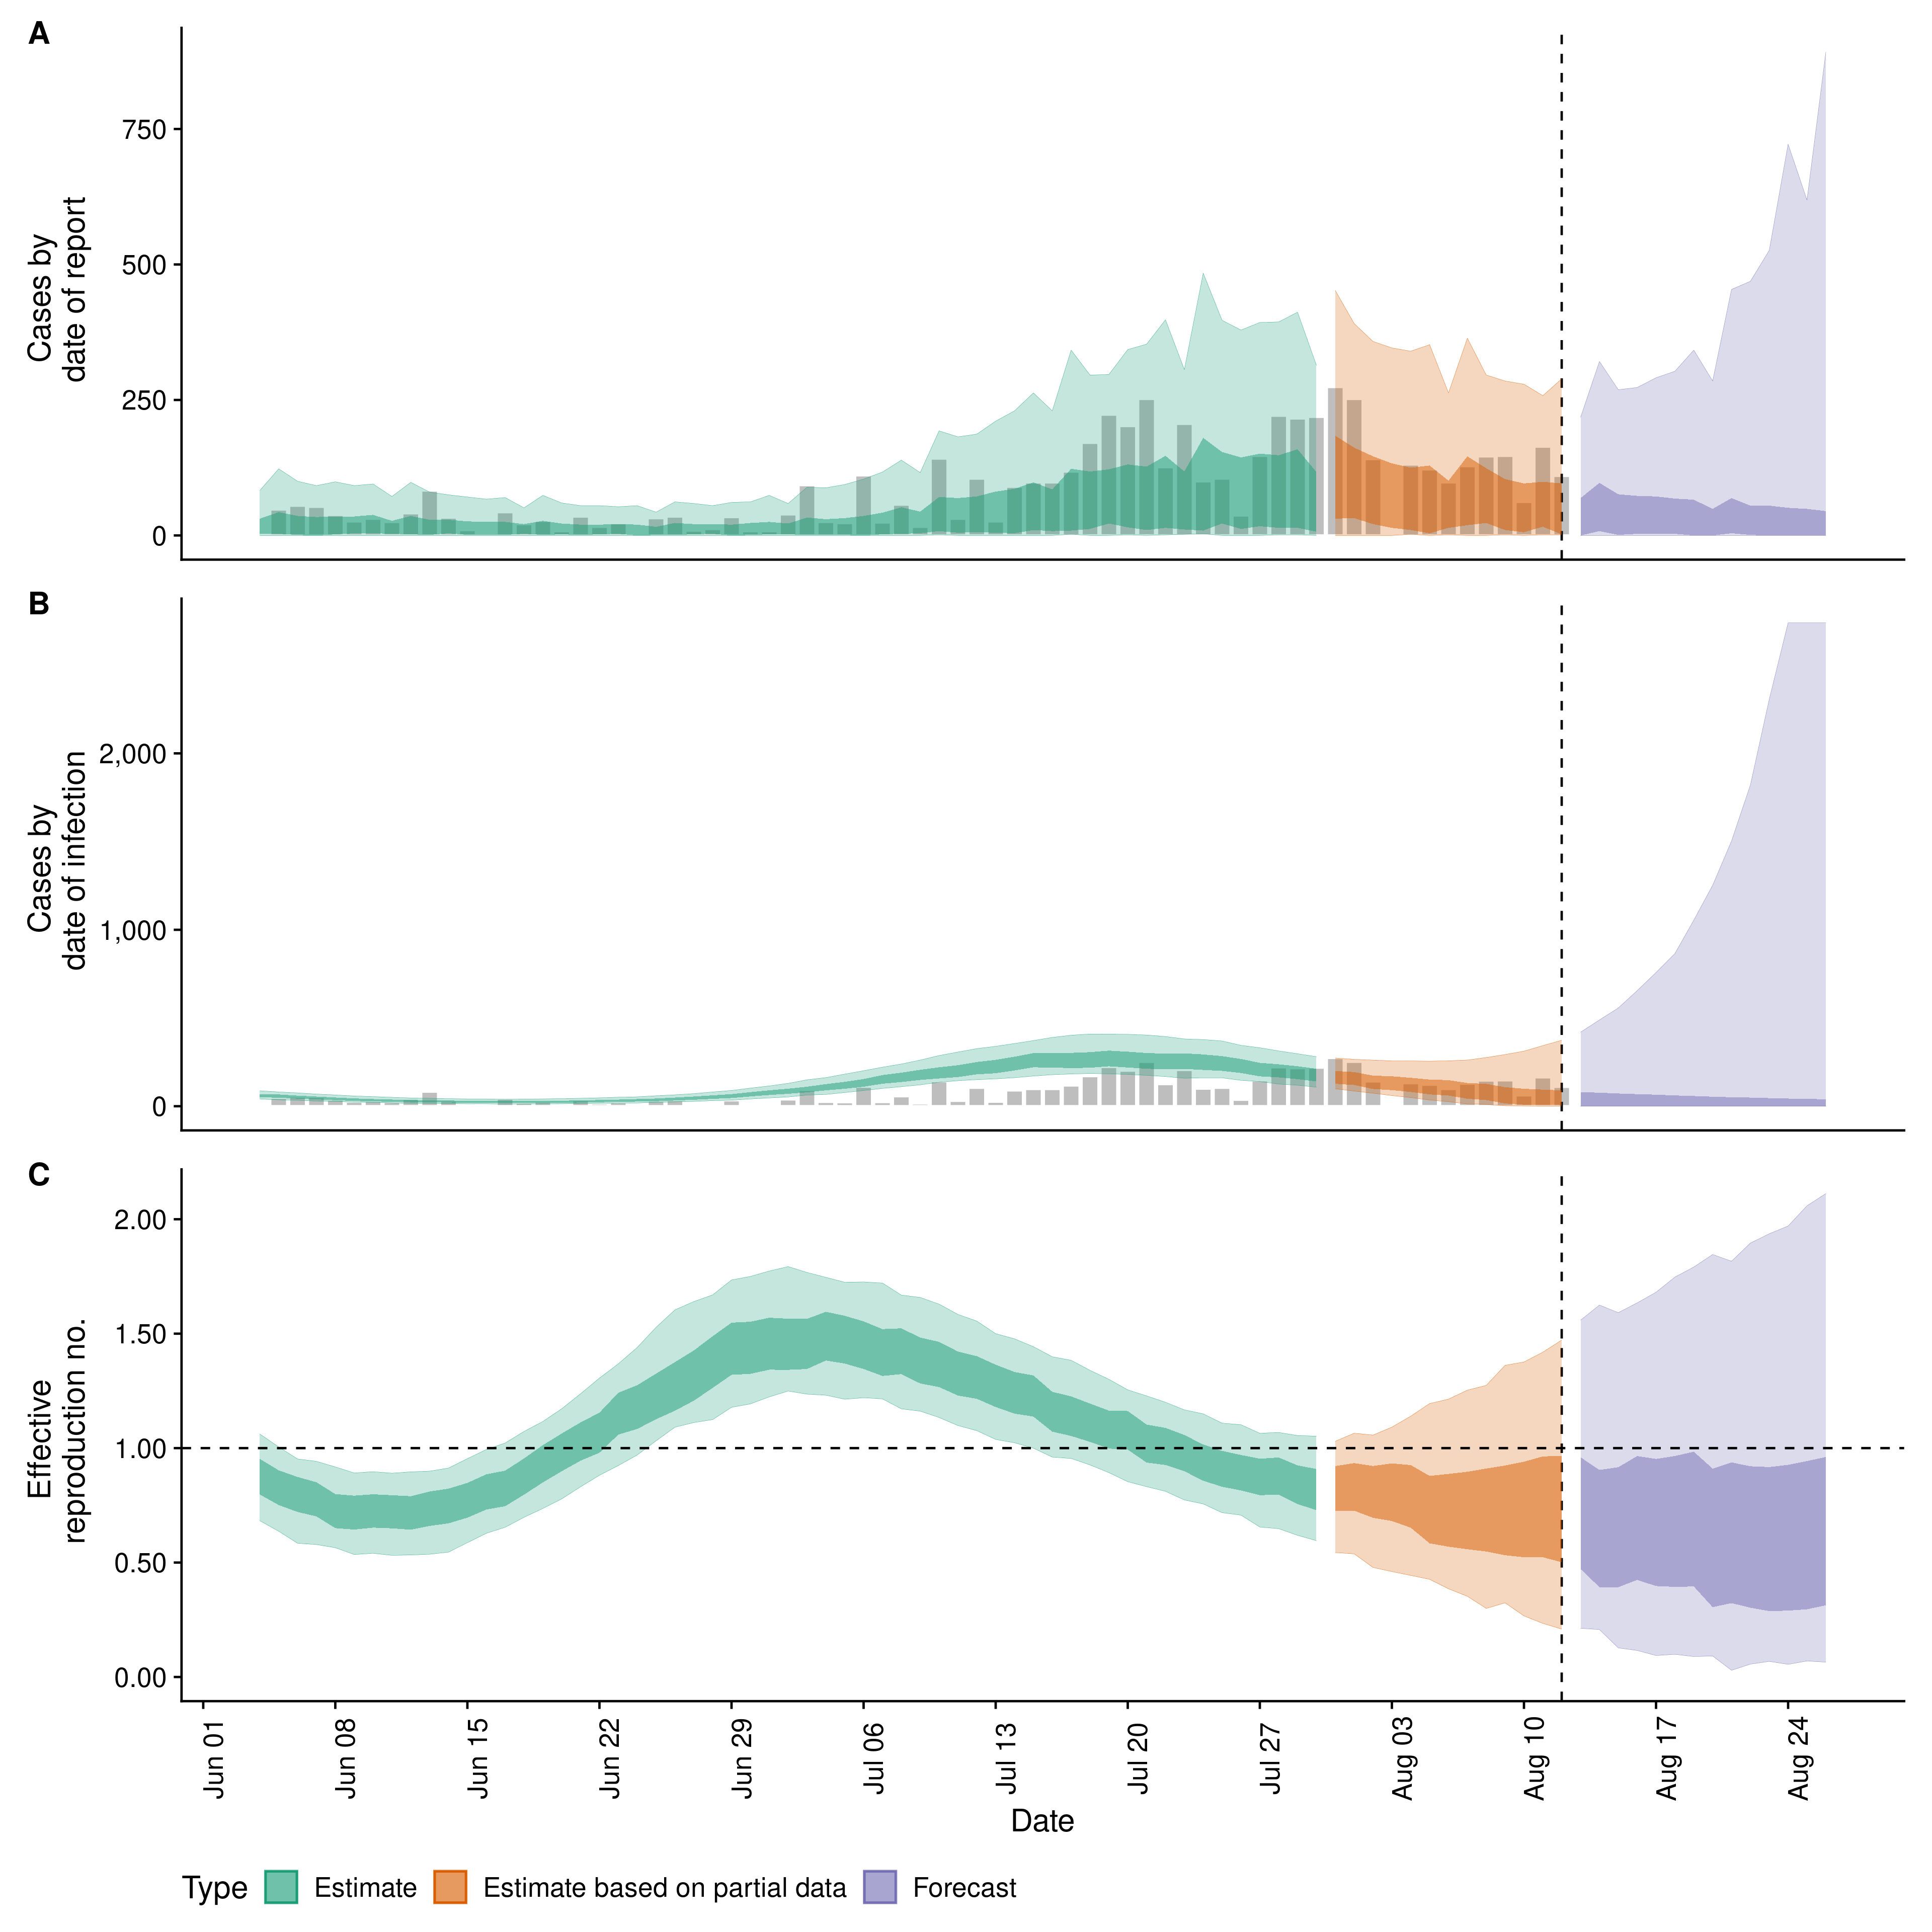 A
Cases by
date of report
750
500
250
0
B
Cases by
date of infection
2,000
1,000
0
C
Effective
reproduction no.
2.00
1.50
1.00
0.50
0.00
Jun 01
Jun 08
Jun 15
Jun 22
Jun 29
Jul 06
Jul 13
Jul 20
Jul 27
Aug 03
Aug 10
Aug 17
Aug 24
Date
Type Estimate Estimate based on partial data Forecast